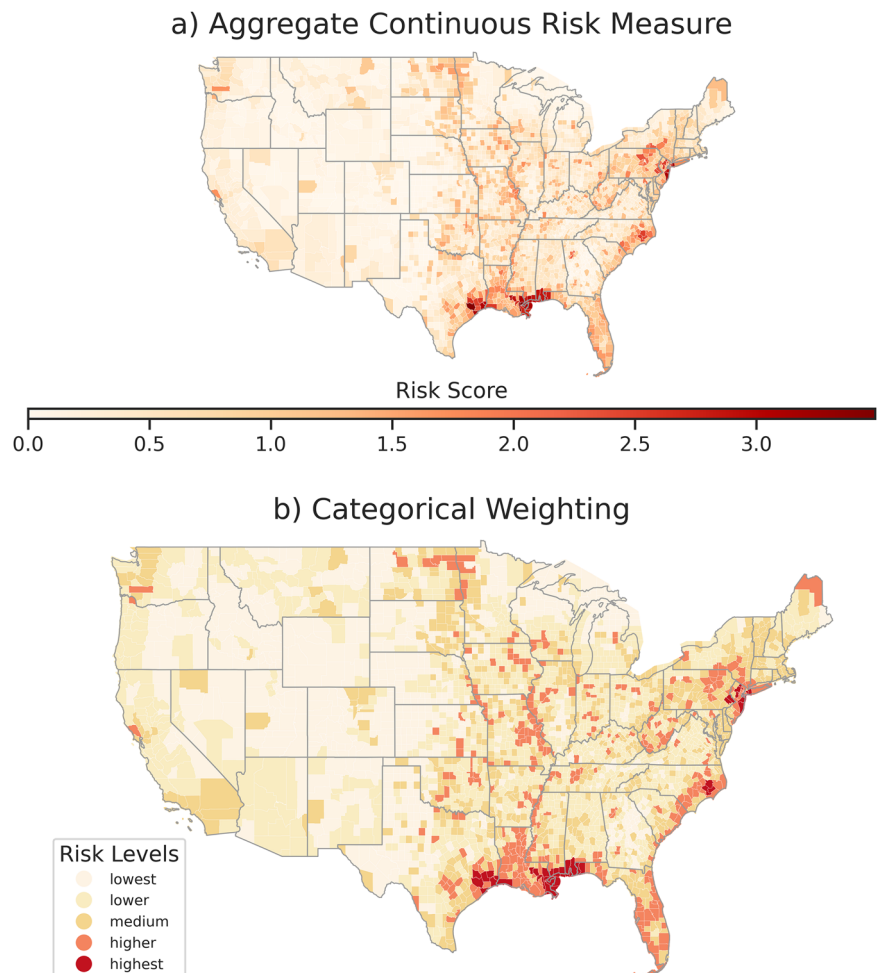 a) Aggregate Continuous Risk Measure
Risk Score
0.0 0.5 1.0 1.5 2.0 2.5 3.0
b) Categorical Weighting
Risk Levels
lowest
lower
medium
higher
highest